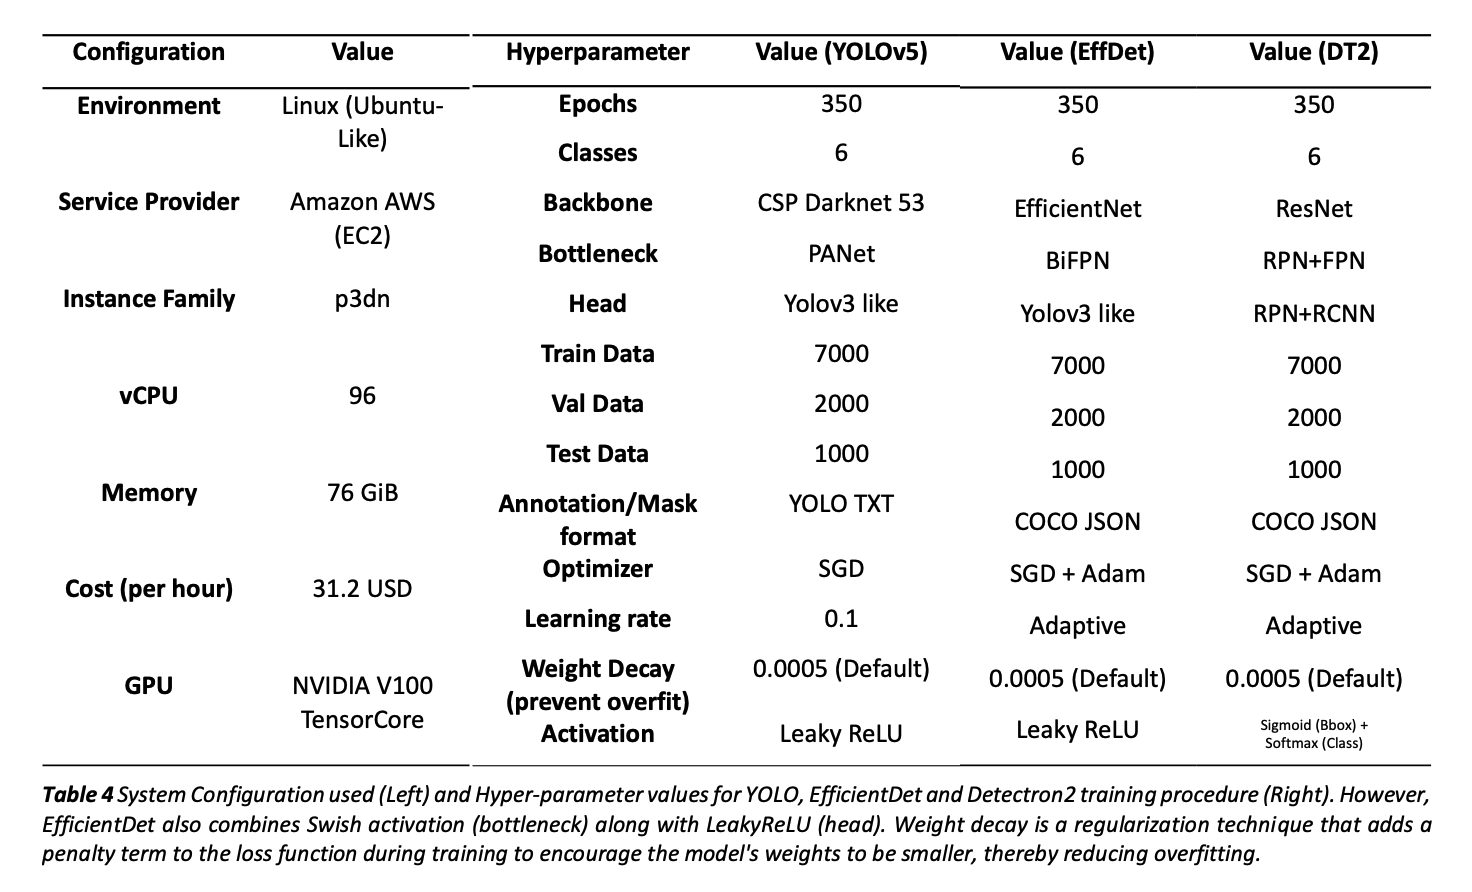 Configuration Value
Environment Linux (Ubuntu-
Like)
Service Provider Amazon AWS
(EC2)
Instance Family p3dn
vCPU 96
Memory 76 GiB
Cost (per hour) 31.2 USD
GPU NVIDIA V100
TensorCore
Hyperparameter Value (YOLOv5) Value (EffDet) Value (DT2)
Epochs 350 350 350
Classes 6 6 6
Backbone CSP Darknet 53 EfficientNet ResNet
Bottleneck PANet BiFPN RPN+FPN
Head Yolov3 like Yolov3 like RPN+RCNN
Train Data 7000 7000 7000
Val Data 2000 2000 2000
Test Data 1000 1000 1000
Annotation/Mask YOLO TXT COCO JSON COCO JSON
format
Optimizer SGD SGD + Adam SGD + Adam
Learning rate 0.1 Adaptive Adaptive
Weight Decay 0.0005 (Default) 0.0005 (Default) 0.0005 (Default)
(prevent overfit)
Activation Leaky ReLU Leaky ReLU Sigmoid (Bbox) +
Softmax (Class)
Table 4 System Configuration used (Left) and Hyper-parameter values for YOLO, EfficientDet and Detectron2 training procedure (Right). However,
EfficientDet also combines Swish activation (bottleneck) along with LeakyReLU (head). Weight decay is a regularization technique that adds a
penalty term to the loss function during training to encourage the model's weights to be smaller, thereby reducing overfitting.